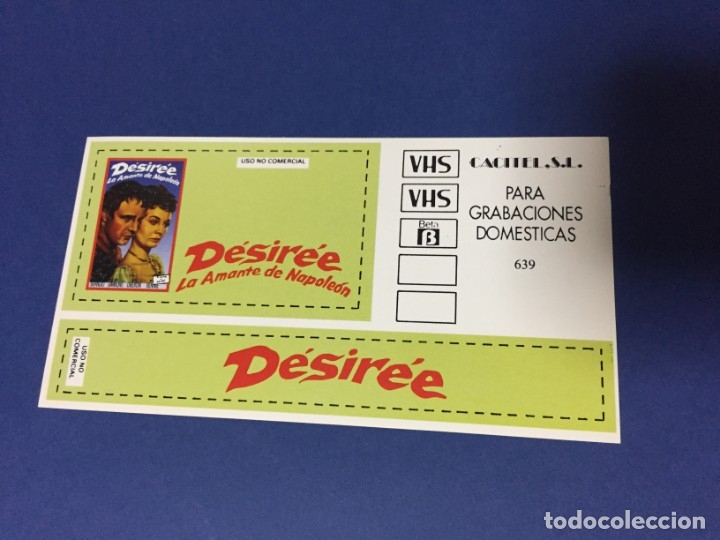 USO NO COMERCIAL
Désirée
La Amante de Napoleón
Désirée
La Amante de Napoleón
VHS
VHS
Beta
B
CACITEL, S.L.
PARA
GRABACIONES
DOMESTICAS
639
USO NO
COMERCIAL
Désirée
todocoleccion